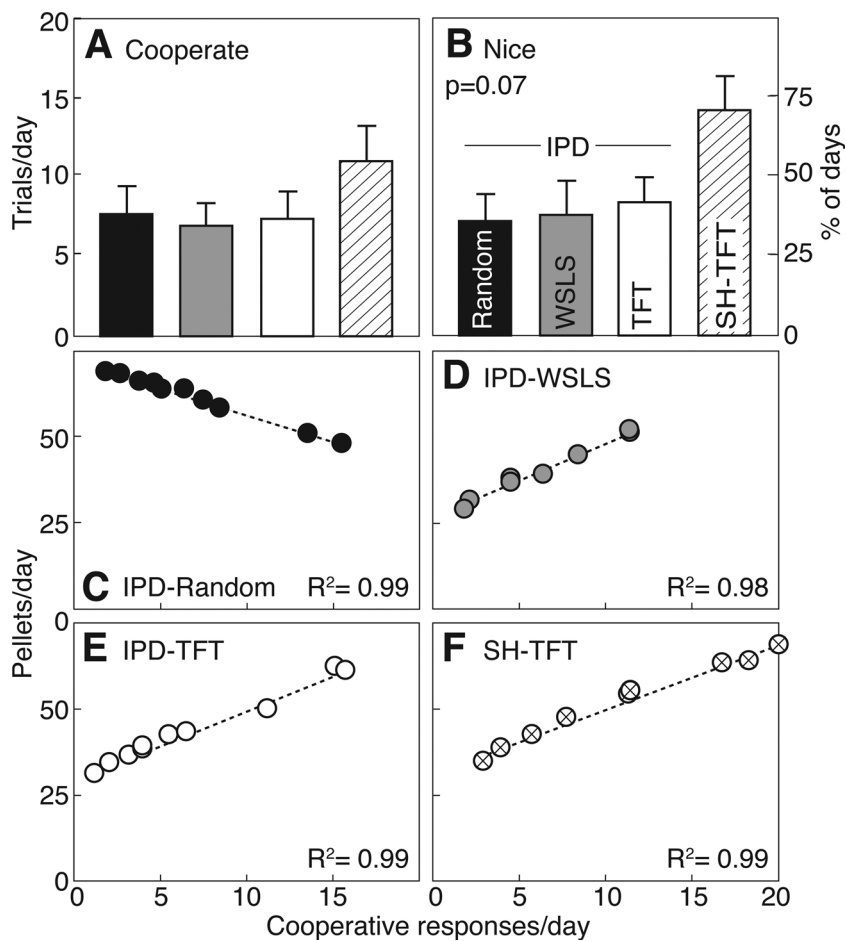 20
15
10
5
0
Trials/day
A Cooperate
B Nice
p=0.07
IPD
Random
WSLS
TFT
SH-TFT
75
50
25
0
% of days
50
25
0
Pellets/day
C IPD-Random R²= 0.99
D IPD-WSLS
R²= 0.98
E IPD-TFT
R²= 0.99
50
25
0
F SH-TFT
R²= 0.99
0 5 10 15 0 5 10 15 20
Cooperative responses/day